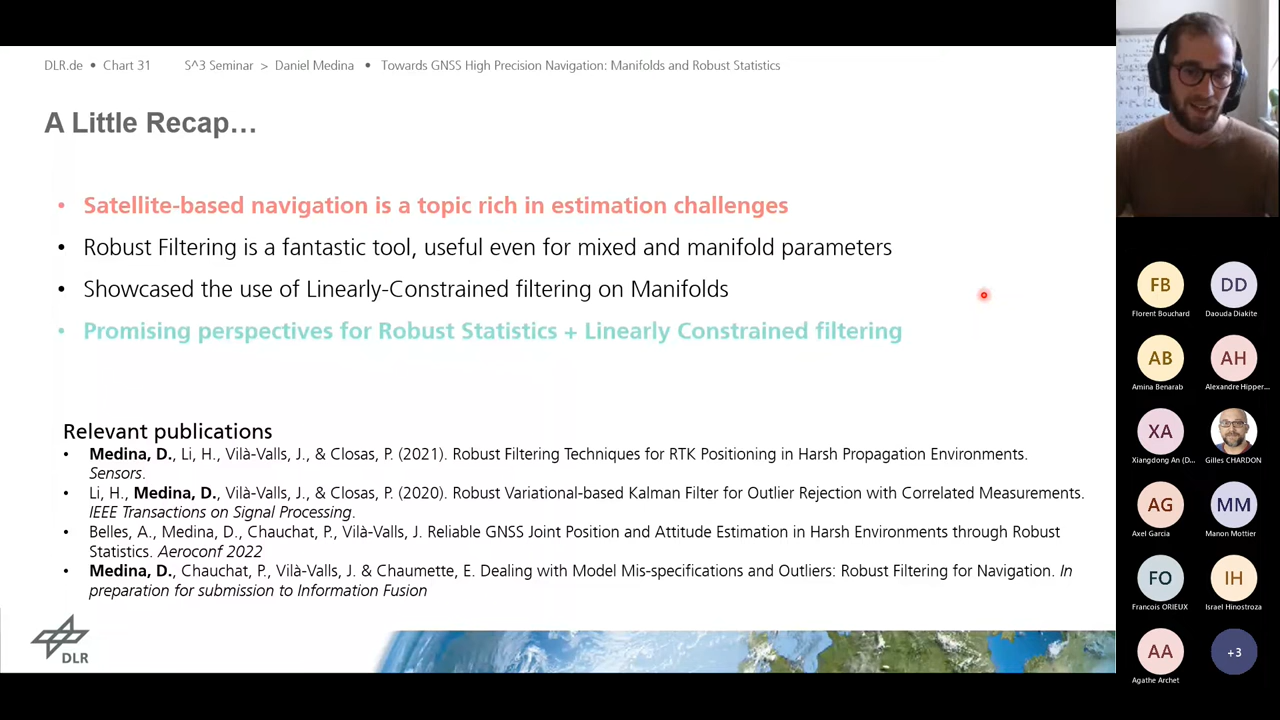 DLR.de • Chart 31 S^3 Seminar > Daniel Medina • Towards GNSS High Precision Navigation: Manifolds and Robust Statistics
A Little Recap...
• Satellite-based navigation is a topic rich in estimation challenges
• Robust Filtering is a fantastic tool, useful even for mixed and manifold parameters
• Showcased the use of Linearly-Constrained filtering on Manifolds
• Promising perspectives for Robust Statistics + Linearly Constrained filtering
Relevant publications
• Medina, D., Li, H., Vilà-Valls, J., & Closas, P. (2021). Robust Filtering Techniques for RTK Positioning in Harsh Propagation Environments.
Sensors.
• Li, H., Medina, D., Vilà-Valls, J., & Closas, P. (2020). Robust Variational-based Kalman Filter for Outlier Rejection with Correlated Measurements.
IEEE Transactions on Signal Processing.
• Belles, A., Medina, D., Chauchat, P., Vilà-Valls, J. Reliable GNSS Joint Position and Attitude Estimation in Harsh Environments through Robust
Statistics. Aeroconf 2022
• Medina, D., Chauchat, P., Vilà-Valls, J. & Chaumette, E. Dealing with Model Mis-specifications and Outliers: Robust Filtering for Navigation. In
preparation for submission to Information Fusion
DLR
FB DD
Florent Bouchard Daouda Diakite
AB AH
Amina Benarab Alexandre Hipper...
XA
Xiangdong An (D... Gilles CHARDON
AG MM
Axel Garcia Manon Mottier
FO IH
Francois ORIEUX Israel Hinostroza
AA +3
Agathe Archet